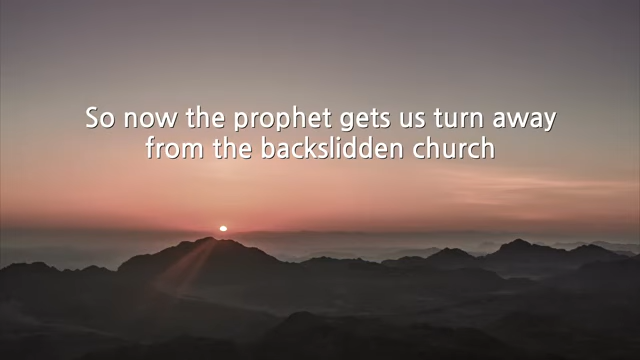 So now the prophet gets us turn away
from the backslidden church